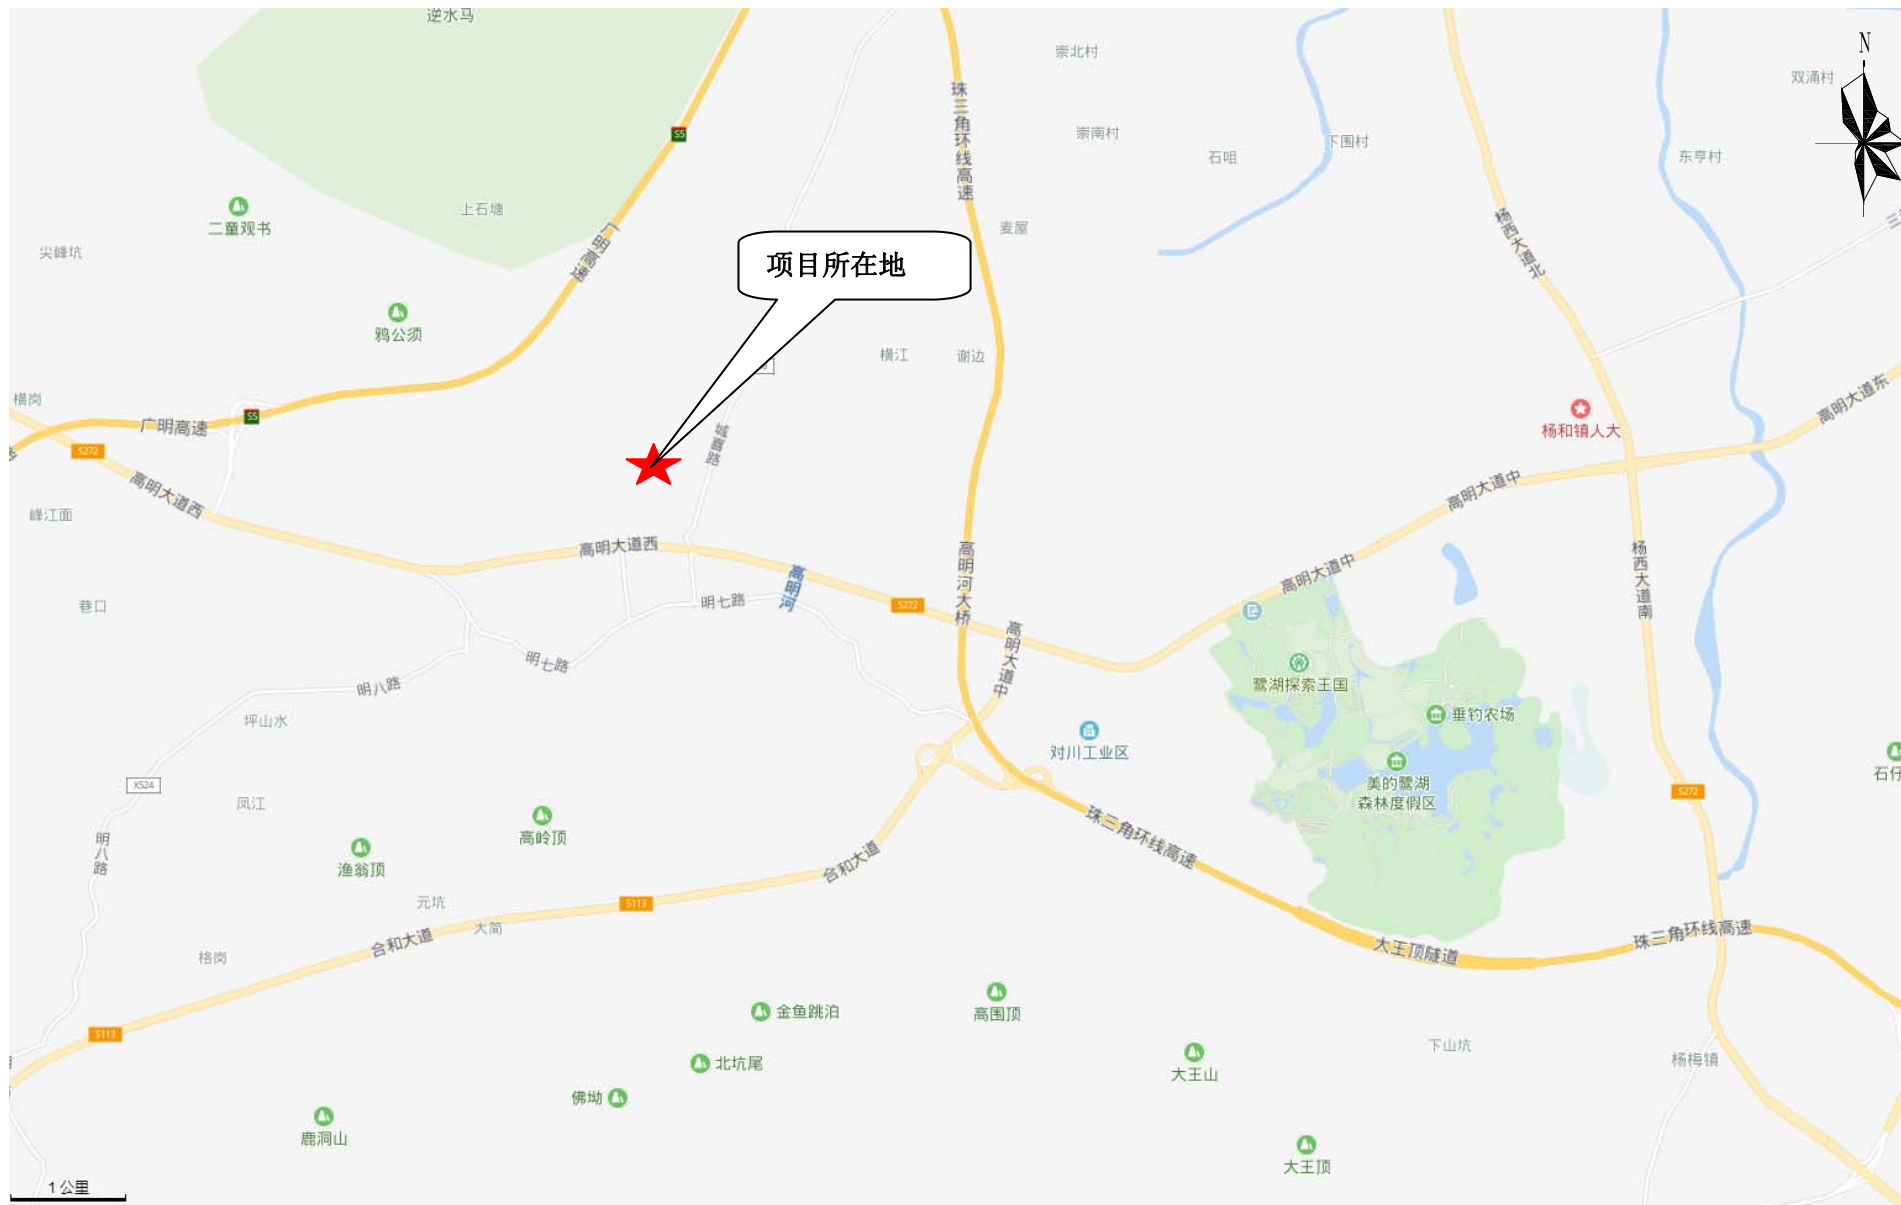 逆水马
N
崇北村
双涌村
珠三角环线高速
崇南村
S5
下围村
石咀
东亨村
上石塘
二童观书
杨西大道北
麦屋
广明高速
尖峰坑
项目所在地
鸦公须
横江
谢边
横岗
高明大道东
S5
广明高速
杨和镇人大
城喜路
S272
高明大道西
高明大道中
峰江面
高明大道西
高明河大桥
杨西大道南
高明大道中
高明河
巷口
明七路
S272
高明大道中
明七路
鹭湖探索王国
明八路
垂钓农场
坪山水
对川工业区
石仔
X524
美的鹭湖
森林度假区
S272
凤江
高岭顶
珠三角环线高速
明八路
渔翁顶
合和大道
元坑
S113
大简
合和大道
珠三角环线高速
大王顶隧道
格岗
金鱼跳泊
高围顶
S113
下山坑
北坑尾
大王山
杨梅镇
佛坳
鹿洞山
大王顶
1 公里